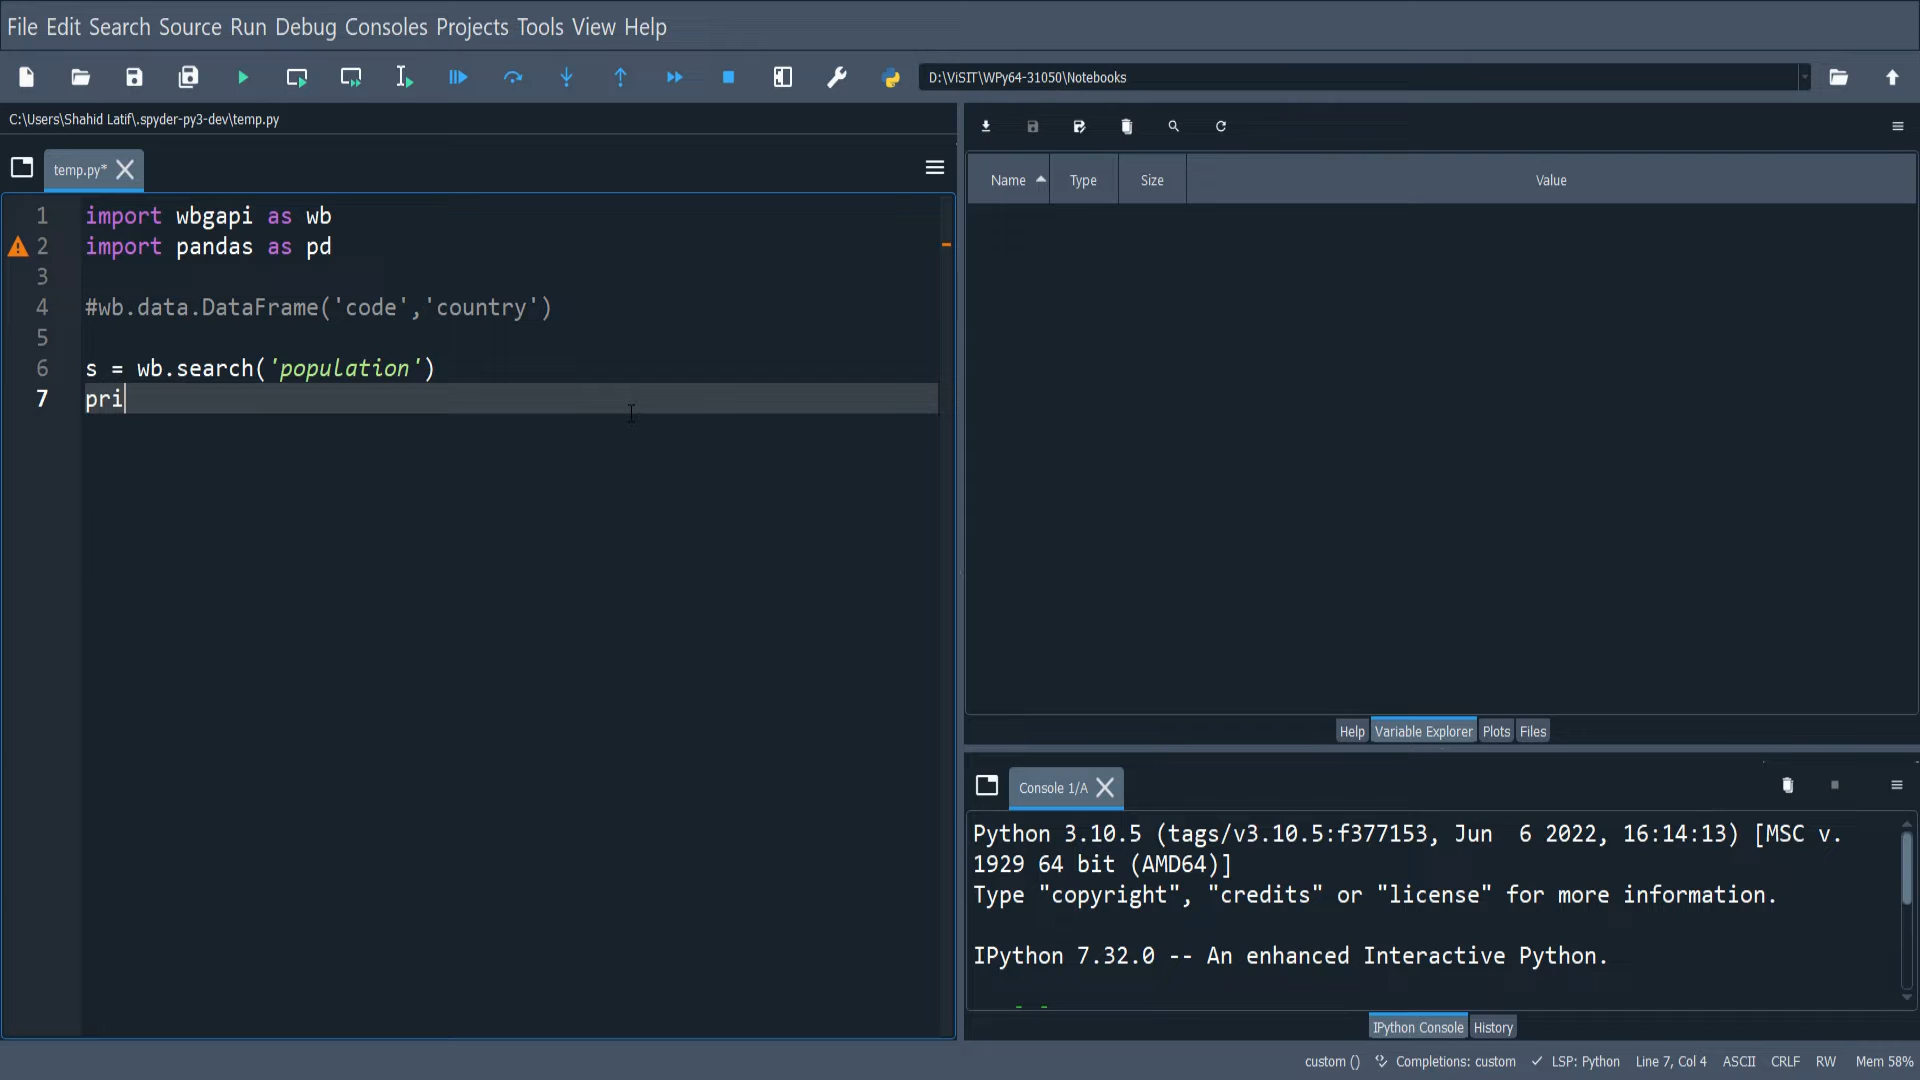 File Edit Search Source Run Debug Consoles Projects Tools View Help
D:\ViSIT\WPy64-31050\Notebooks
C:\Users\Shahid Latif\.spyder-py3-dev\temp.py
temp.py*
1 import wbgapi as wb
2 import pandas as pd
3
4 #wb.data.DataFrame('code','country')
5
6 s = wb.search('population')
7 pri
Name Type Size Value
Help Variable Explorer Plots Files
Console 1/A
Python 3.10.5 (tags/v3.10.5:f377153, Jun  6 2022, 16:14:13) [MSC v.
1929 64 bit (AMD64)]
Type "copyright", "credits" or "license" for more information.
IPython 7.32.0 -- An enhanced Interactive Python.
IPython Console History
custom () Completions: custom LSP: Python Line 7, Col 4 ASCII CRLF RW Mem 58%